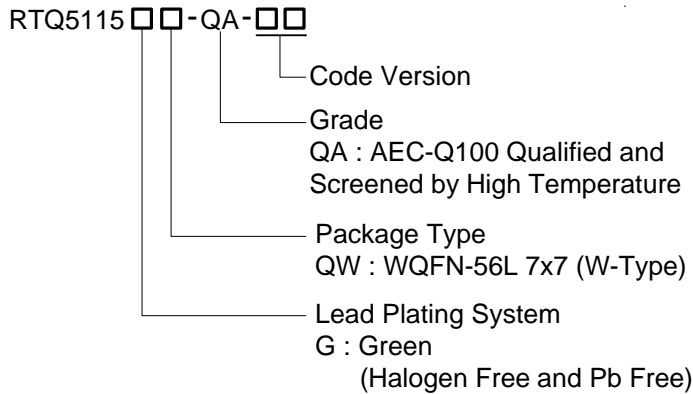 RTQ5115□□-QA-□□
Code Version
Grade
QA : AEC-Q100 Qualified and
Screened by High Temperature
Package Type
QW : WQFN-56L 7x7 (W-Type)
Lead Plating System
G : Green
(Halogen Free and Pb Free)